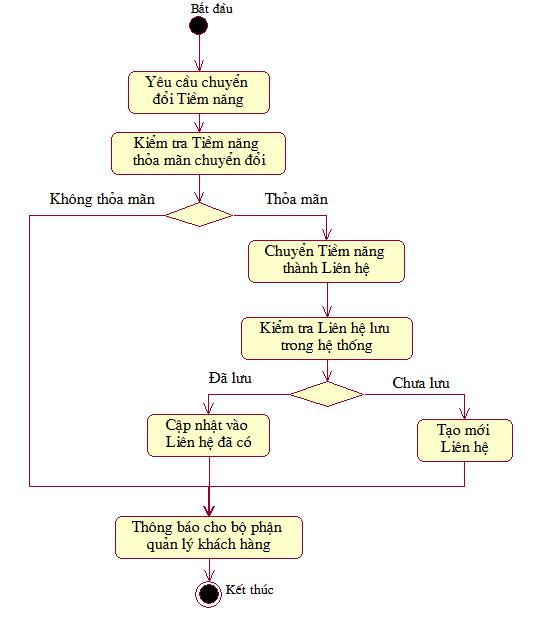 Bắt đầu
Yêu cầu chuyển
đổi Tiềm năng
Kiểm tra Tiềm năng
thỏa mãn chuyển đổi
Không thỏa mãn
Thỏa mãn
Chuyển Tiềm năng
thành Liên hệ
Kiểm tra Liên hệ lưu
trong hệ thống
Đã lưu
Chưa lưu
Cập nhật vào
Liên hệ đã có
Tạo mới
Liên hệ
Thông báo cho bộ phận
quản lý khách hàng
Kết thúc